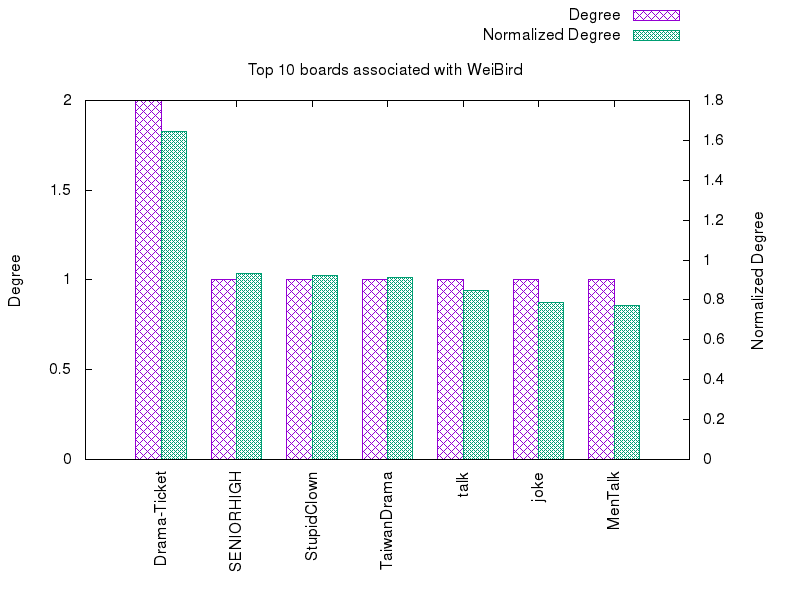 Degree
Normalized Degree
Top 10 boards associated with WeiBird
2
1.5
1
0.5
0
1.8
1.6
1.4
1.2
1
0.8
0.6
0.4
0.2
0
Degree
Normalized Degree
Drama-Ticket
SENIORHIGH
StupidClown
TaiwanDrama
talk
joke
MenTalk